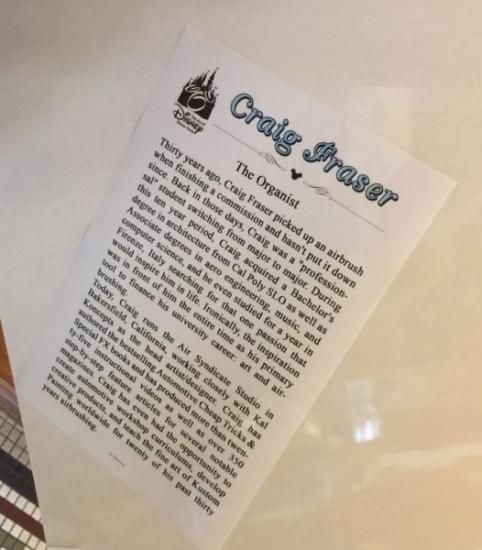 Disney
Craig Fraser
The Organist
Thirty years ago, Craig Fraser picked up an airbrush
when finishing a commission and hasn't put it down
since. Back in those days, Craig was a "profession-
sal" student switching from major to major. During
this ten year period, Craig acquired a Bachelor's
degree in architecture from Cal Poly SLO as well as
Associate degrees in aero engineering, music, and
computer science, and even studied for a year in
Firenze, Italy searching for that one passion that
would inspire him in life. Ironically, the inspiration
was in front of him the entire time as his primary
tool to finance his university career: art and air-
brushing.
Today, Craig runs the Air Syndicate Studio in
Bakersfield California working closely with Kal
Koncepts as the head artist/designer. Craig has
authored the bestselling Automotive Cheap Tricks &
Special FX books and has produced more than twen-
ty-five instructional videos as well as over 350
step-by-step feature articles for several notable
magazines. Craig has even had the opportunity to
create automotive workshop curriculums, develop
creative products, and teach the fine art of Kustom
Painting worldwide for twenty of his past thirty
years airbrushing.